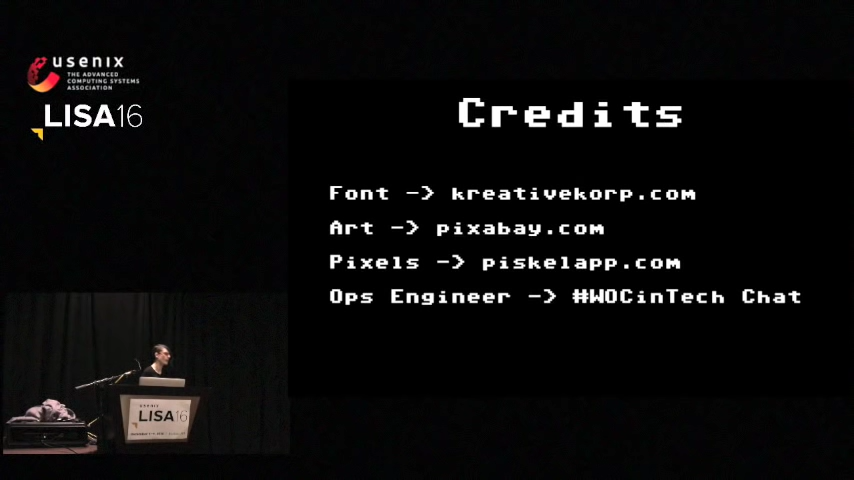 usenix
THE ADVANCED
COMPUTING SYSTEMS
ASSOCIATION
LISA16
Credits
Font -> kreativekorp.com
Art -> pixabay.com
Pixels -> piskelapp.com
Ops Engineer -> #WOCinTech Chat
usenix
LISA16